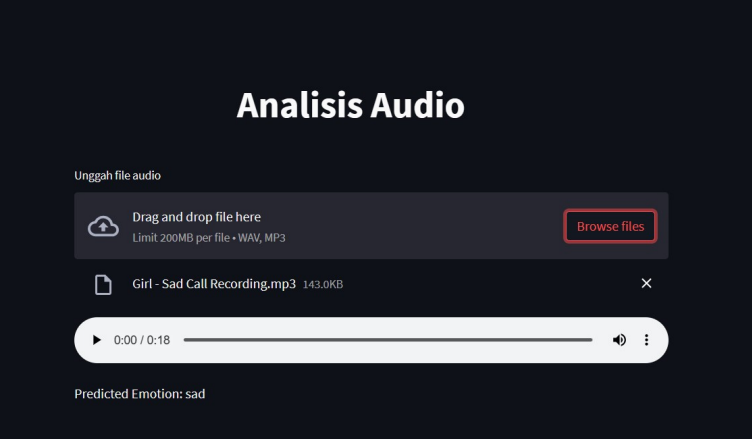 Analisis Audio
Unggah file audio
Drag and drop file here
Limit 200MB per file • WAV, MP3
Browse files
Girl - Sad Call Recording.mp3 143.0KB
0:00 / 0:18
Predicted Emotion: sad